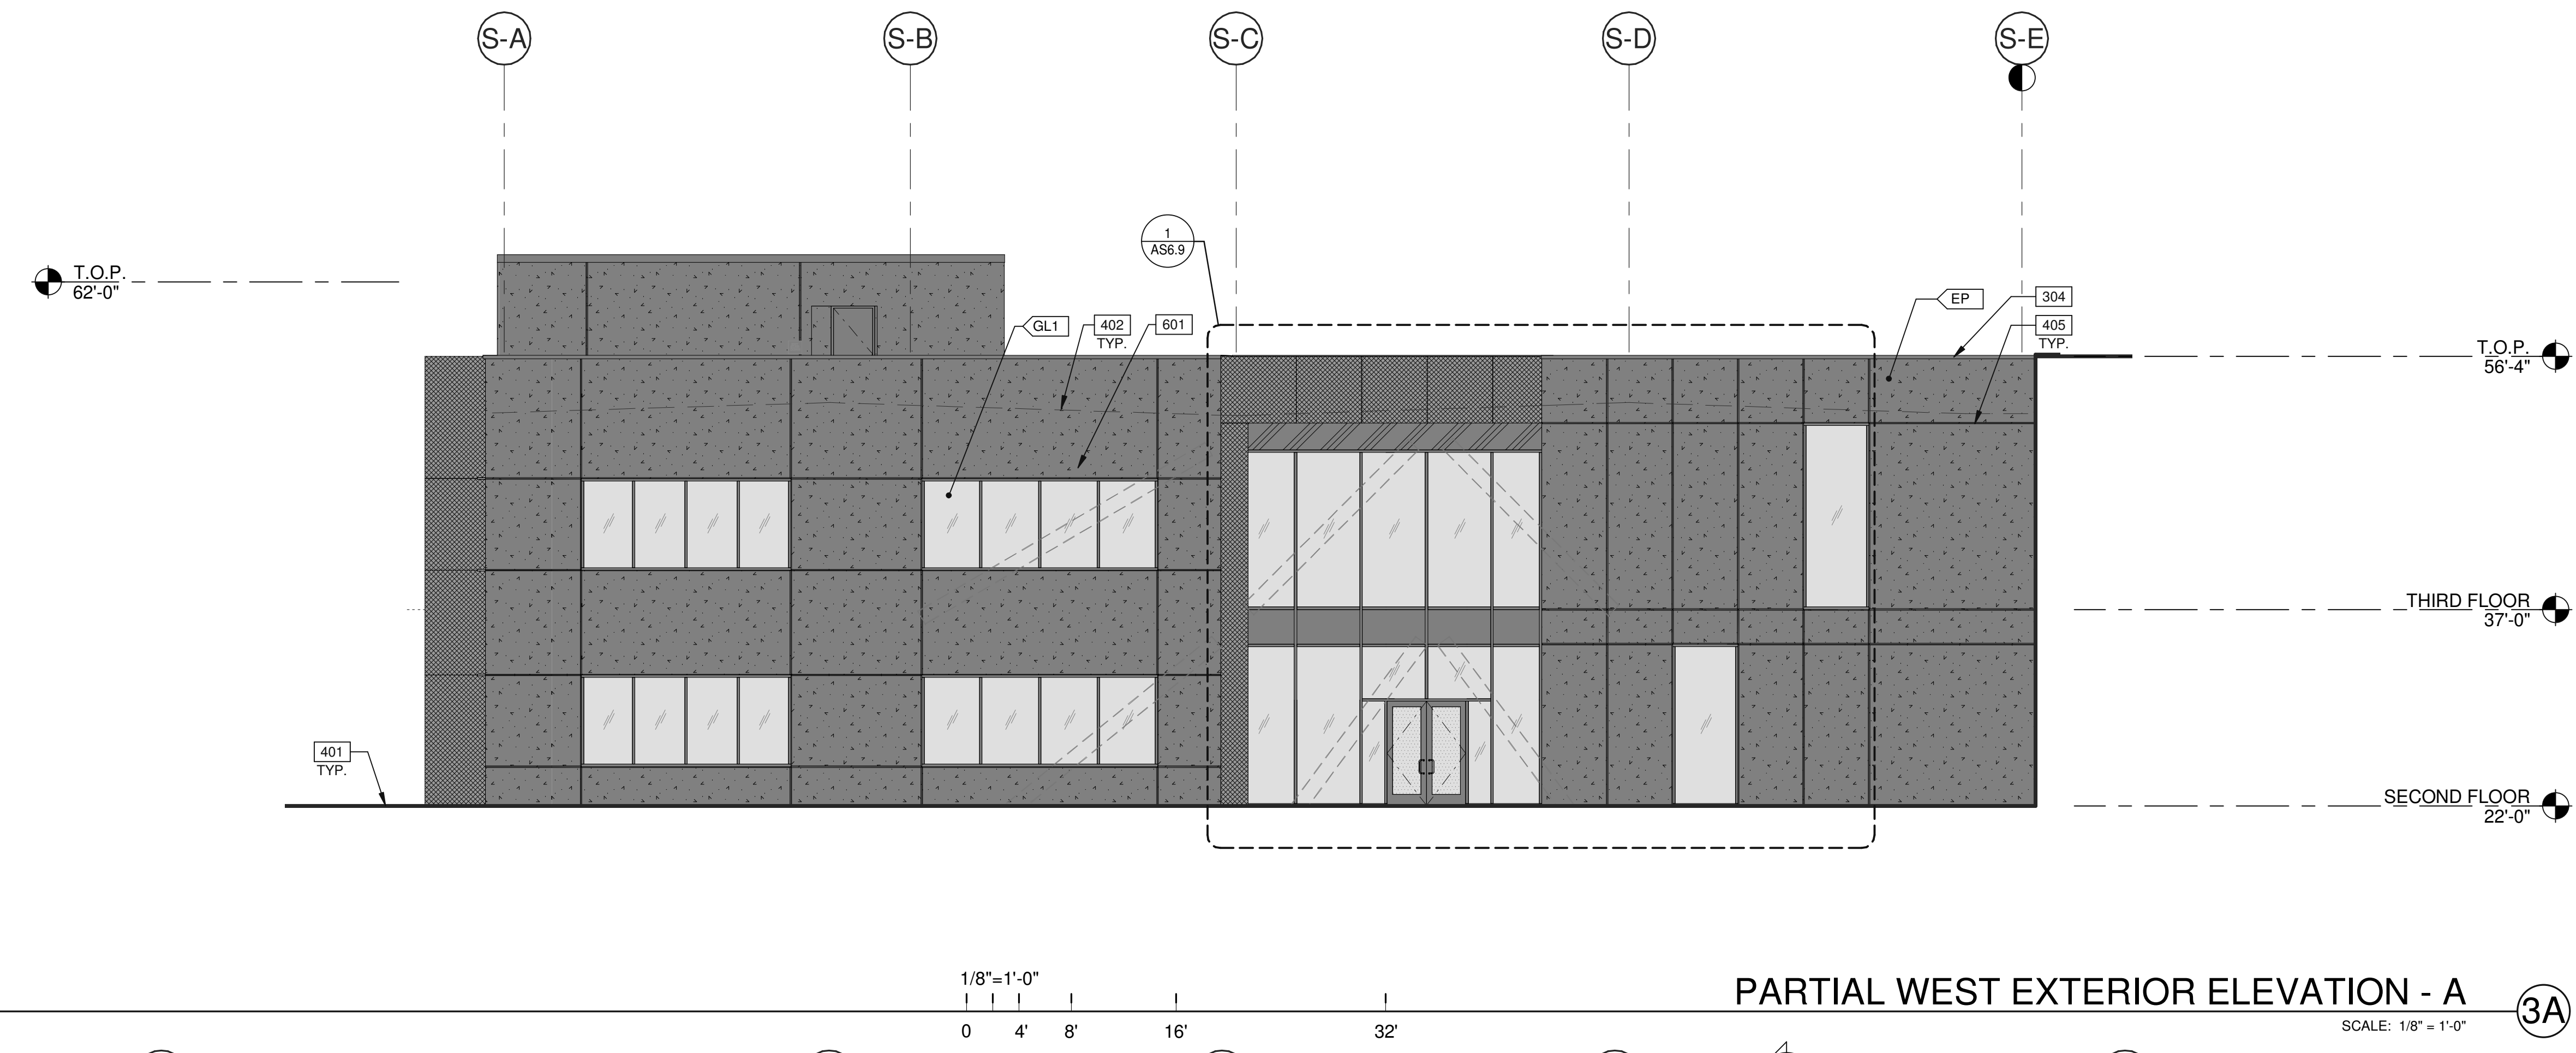 S-A
S-B
S-C
S-D
S-E
1
AS6.9
T.O.P.
62'-0"
GL1
402
TYP.
601
EP
304
405
TYP.
T.O.P.
56'-4"
THIRD FLOOR
37'-0"
401
TYP.
SECOND FLOOR
22'-0"
1/8"=1'-0"
0 4' 8' 16' 32'
PARTIAL WEST EXTERIOR ELEVATION - A
3A
SCALE: 1/8" = 1'-0"